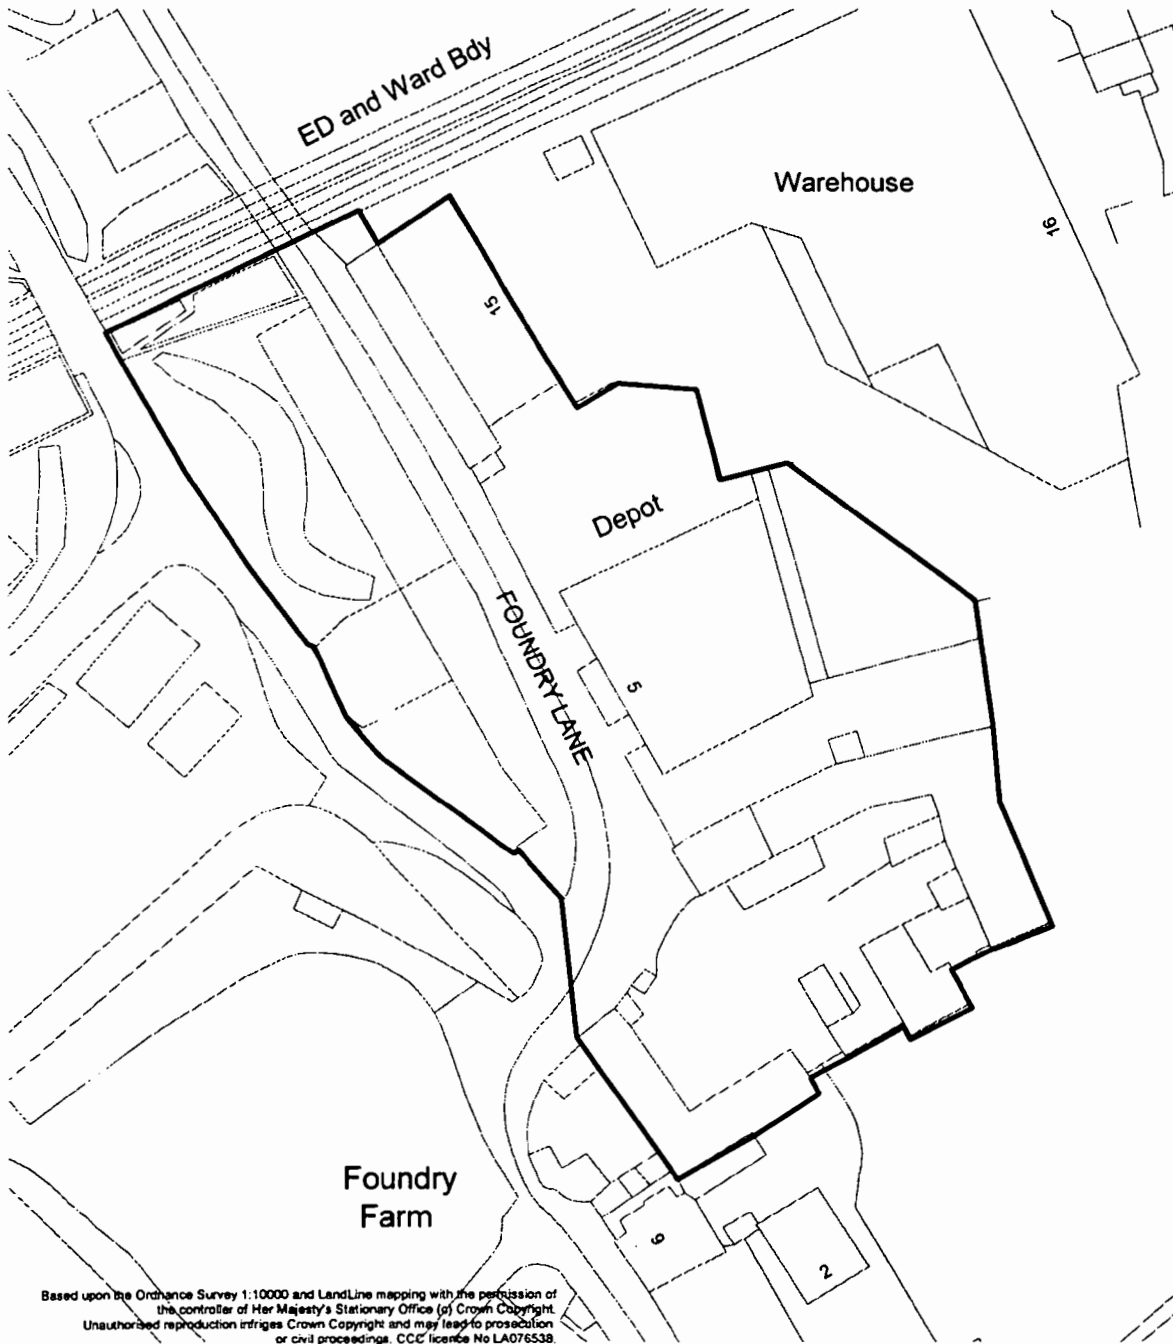 ED and Ward Bdy
Warehouse
16
15
Depot
FOUNDRY LANE
5
Foundry
Farm
9
2
Based upon the Ordnance Survey 1:10000 and LandLine mapping with the permission of
the controller of Her Majesty's Stationary Office (c) Crown Copyright.
Unauthorised reproduction infriges Crown Copyright and may lead to prosecution
or civil proceedings. CCC licence No LA076538.